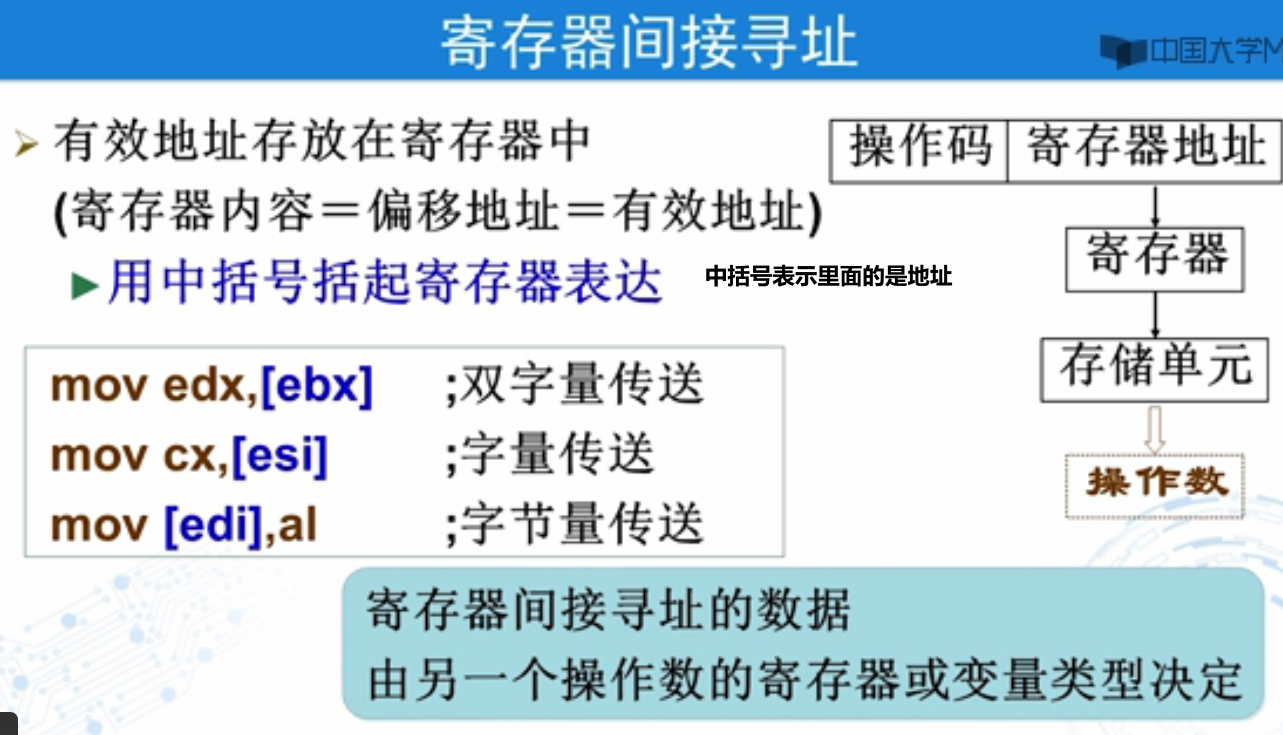 寄存器间接寻址
中国大学M
有效地址存放在寄存器中
(寄存器内容＝偏移地址＝有效地址)
用中括号括起寄存器表达
中括号表示里面的是地址
操作码 寄存器地址
寄存器
存储单元
操作数
mov edx,[ebx] ;双字量传送
mov cx,[esi] ;字量传送
mov [edi],al ;字节量传送
寄存器间接寻址的数据
由另一个操作数的寄存器或变量类型决定